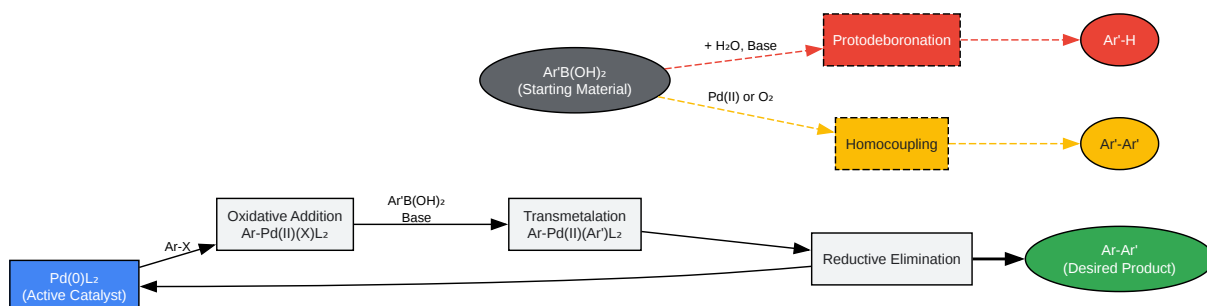 + H₂O, Base
Protodeboronation
Ar'-H
Ar'B(OH)₂
(Starting Material)
Pd(II) or O₂
Homocoupling
Ar'-Ar'
Pd(0)L₂
(Active Catalyst)
Ar-X
Oxidative Addition
Ar-Pd(II)(X)L₂
Ar'B(OH)₂
Base
Transmetalation
Ar-Pd(II)(Ar')L₂
Reductive Elimination
Ar-Ar'
(Desired Product)